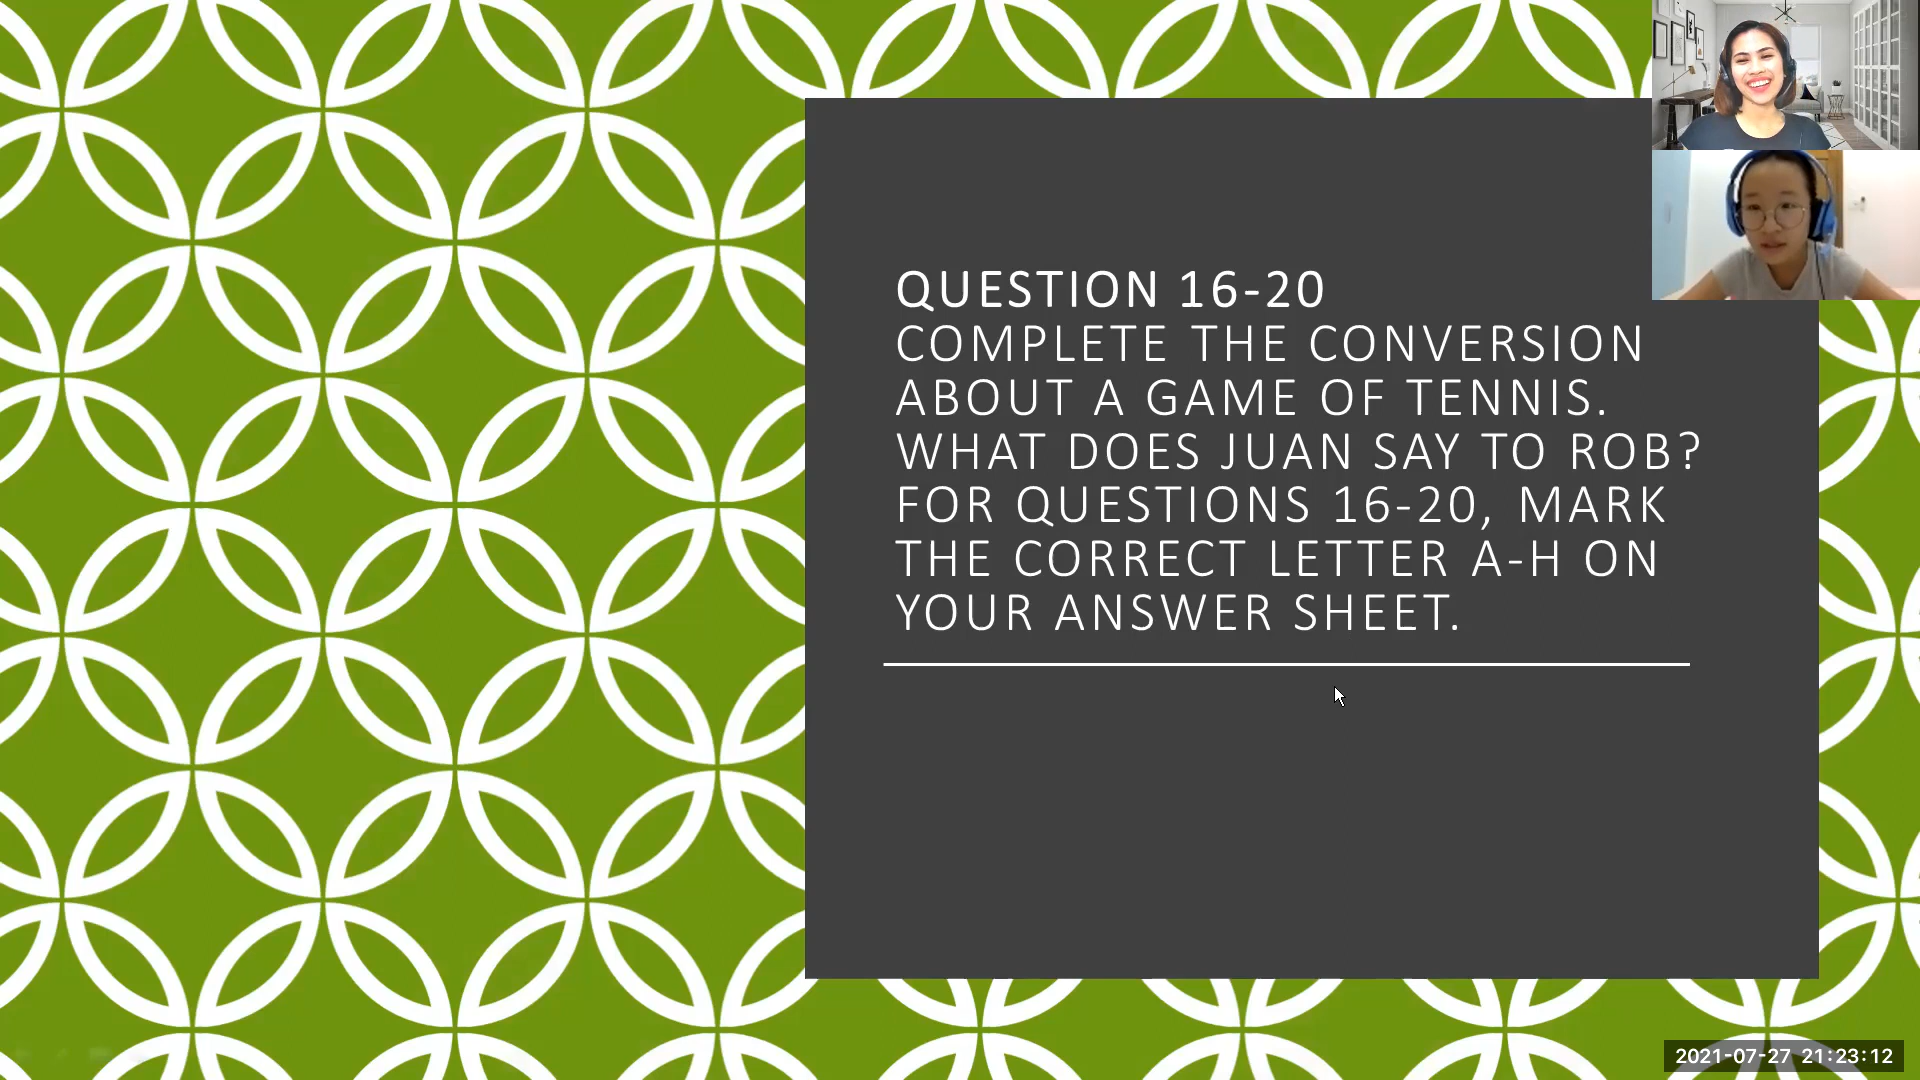 QUESTION 16-20
COMPLETE THE CONVERSION
ABOUT A GAME OF TENNIS.
WHAT DOES JUAN SAY TO ROB?
FOR QUESTIONS 16-20, MARK
THE CORRECT LETTER A-H ON
YOUR ANSWER SHEET.
2021-07-27 21:23:12